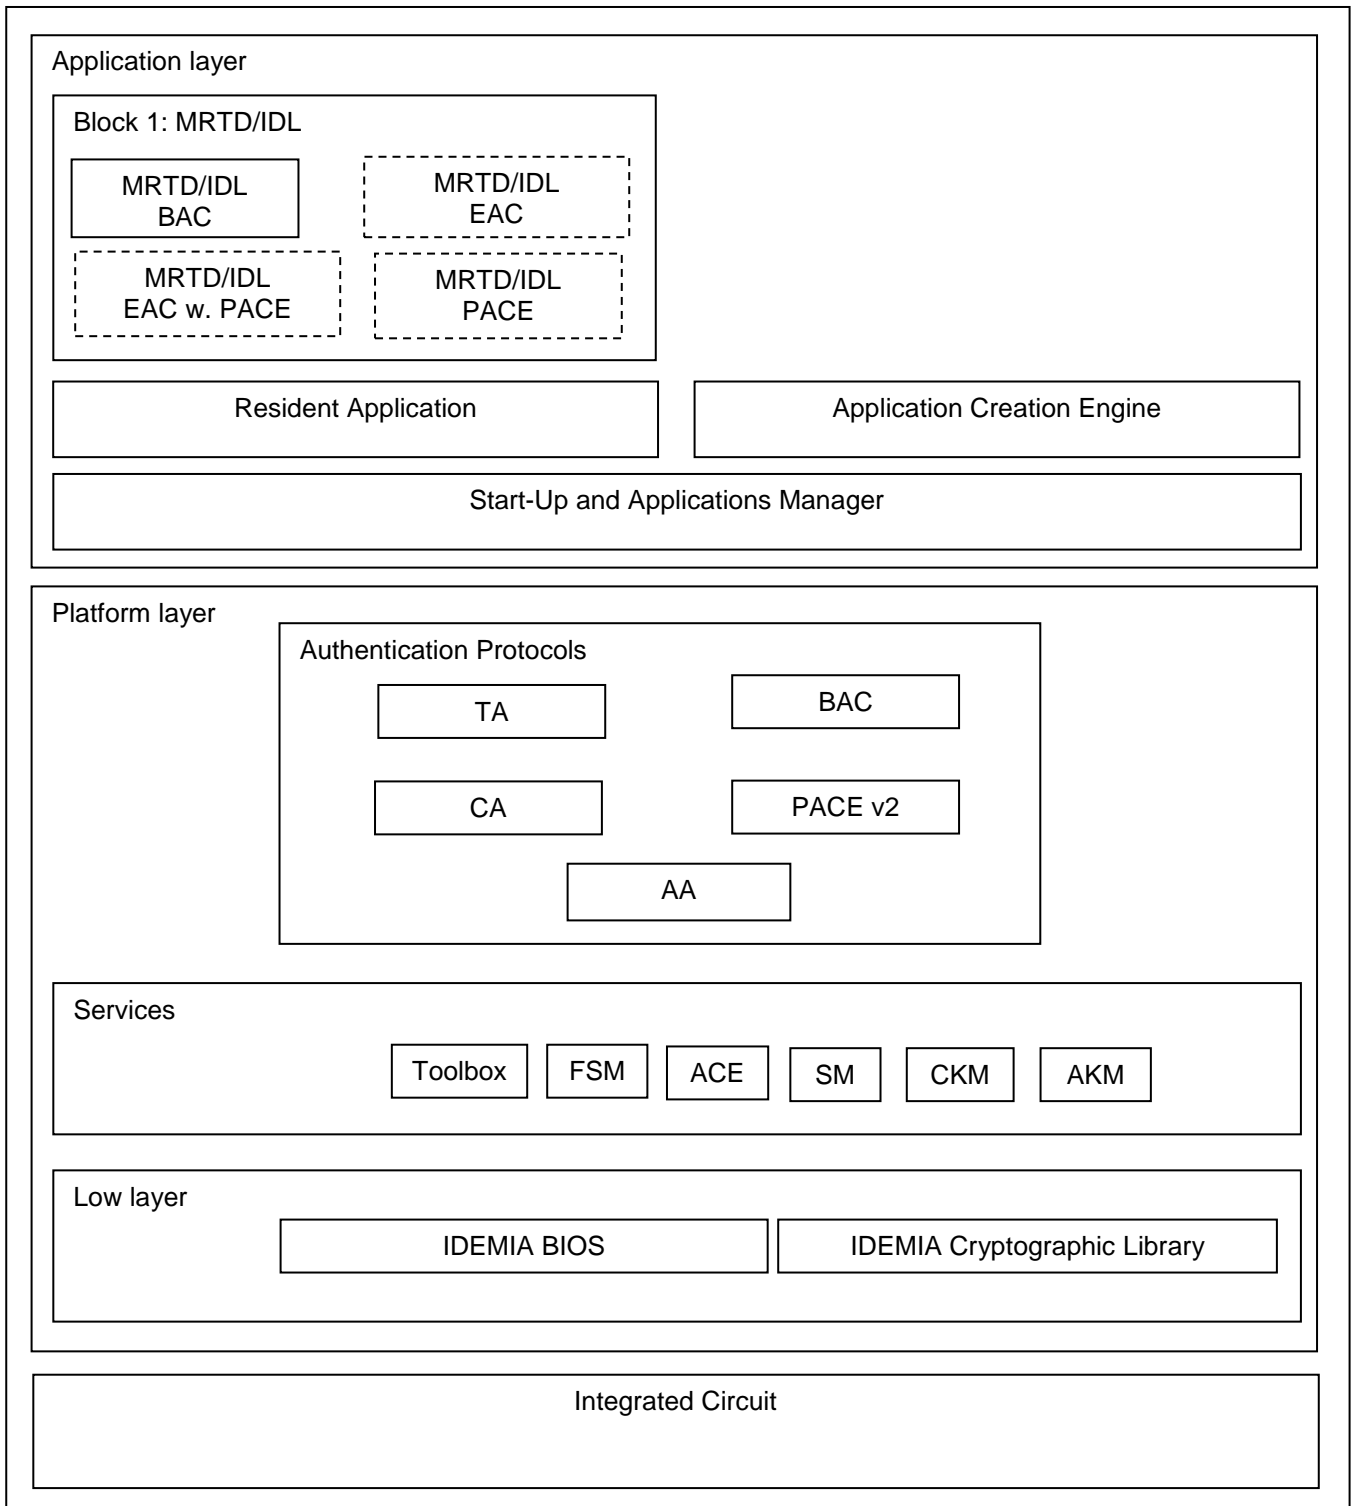 Application layer
Block 1: MRTD/IDL
MRTD/IDL
BAC
MRTD/IDL
EAC
MRTD/IDL
EAC w. PACE
MRTD/IDL
PACE
Resident Application
Application Creation Engine
Start-Up and Applications Manager
Platform layer
Authentication Protocols
TA
BAC
CA
PACE v2
AA
Services
Toolbox
FSM
ACE
SM
CKM
AKM
Low layer
IDEMIA BIOS
IDEMIA Cryptographic Library
Integrated Circuit